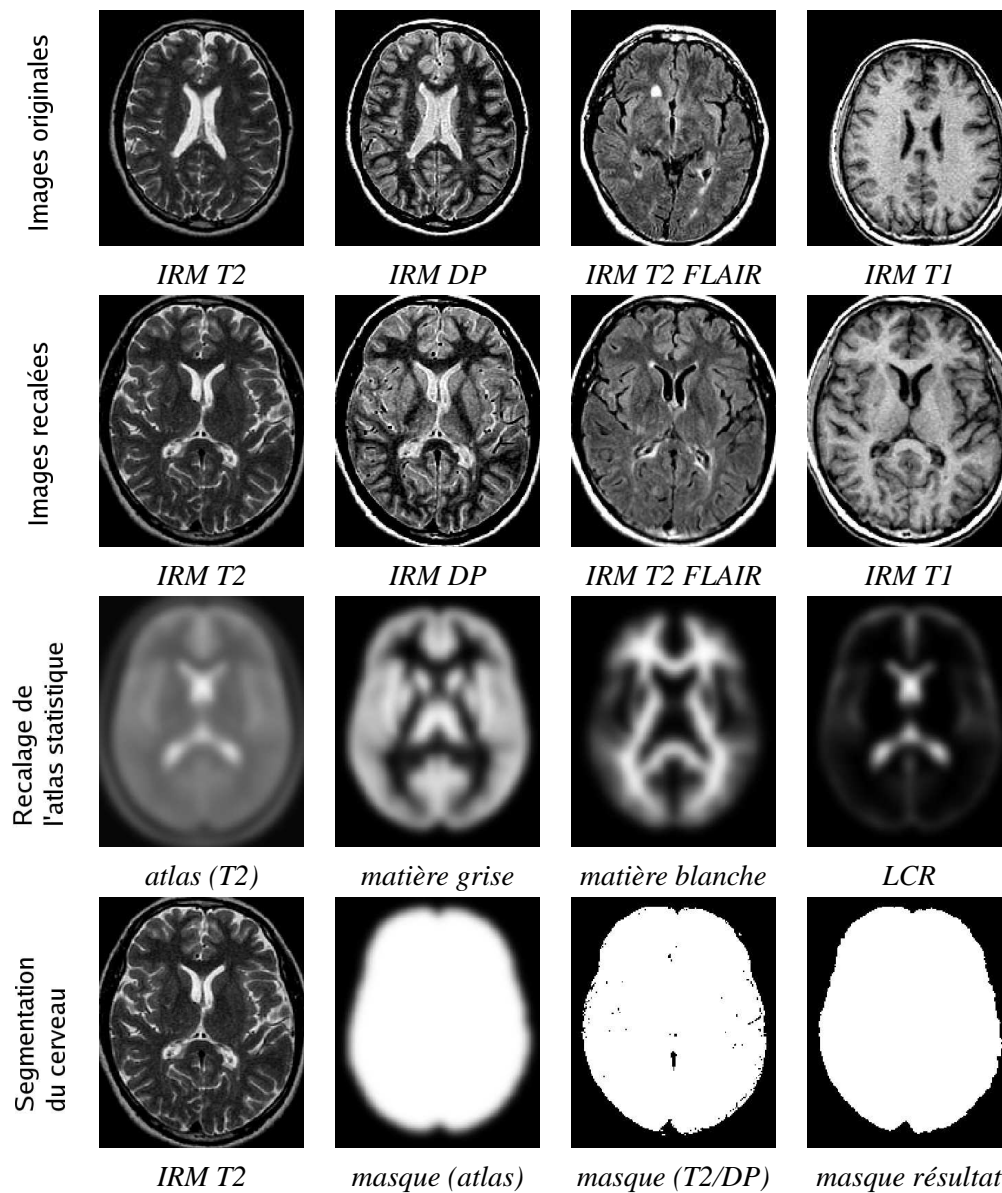 Images originales
IRM T2
IRM DP
IRM T2 FLAIR
IRM T1
Images recalées
IRM T2
IRM DP
IRM T2 FLAIR
IRM T1
Recalage de
l'atlas statistique
atlas (T2)
matière grise
matière blanche
LCR
Segmentation
du cerveau
IRM T2
masque (atlas)
masque (T2/DP)
masque résultat